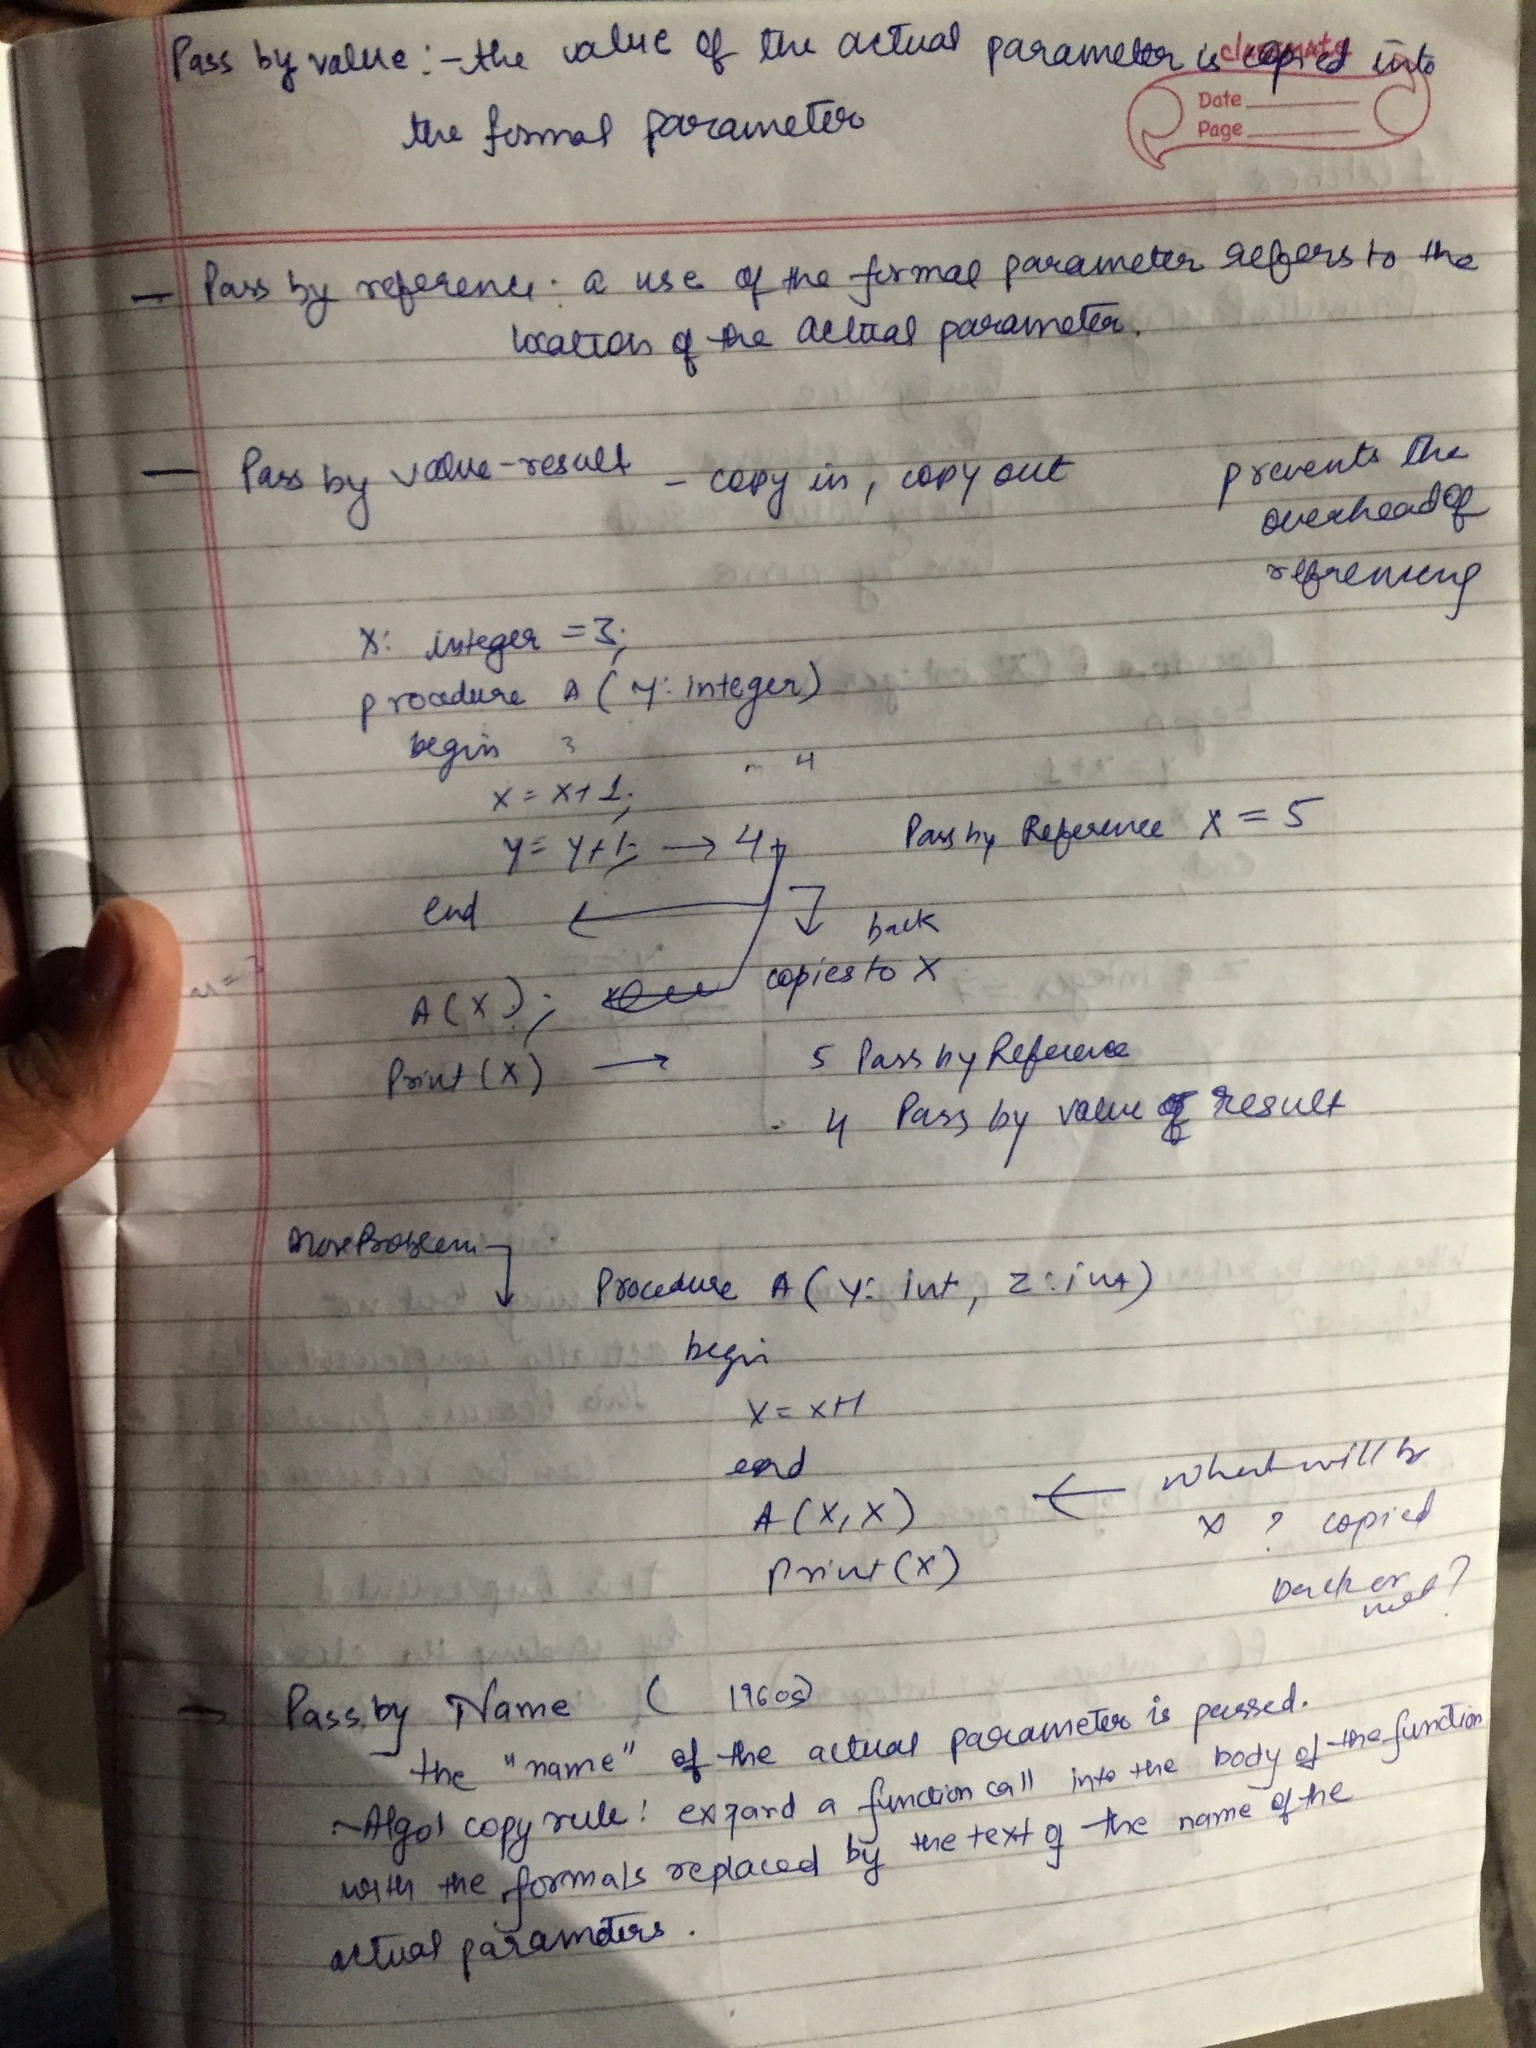 Pass by value :- the value of the actual parameter is copied into
classmate
Date
Page
the formal parameter
- Pass by reference : a use of the formal parameter refers to the
location of the actual parameter.
- Pass by value-result - copy in, copy out
prevents the
overhead of
refrencing
X: integer = 3;
procedure A ( Y: integer)
begin 3
4
x = x+1;
y = y+1; → 4
Pass by Reference X = 5
end
back
copies to X
A(X);
Print (X) → 5 Pass by Reference
4 Pass by value of result
More Problem
Procedure A ( Y: int, Z: int)
begin
X = X+1
end
A (X, X) ← What will be
x ? copied
back or
not?
Print (X)
- Pass by Name ( 1960s)
the "name" of the actual parameter is passed.
~Algol copy rule: expand a function call into the body of the function
with the formals replaced by the text of the name of the
actual parameters.